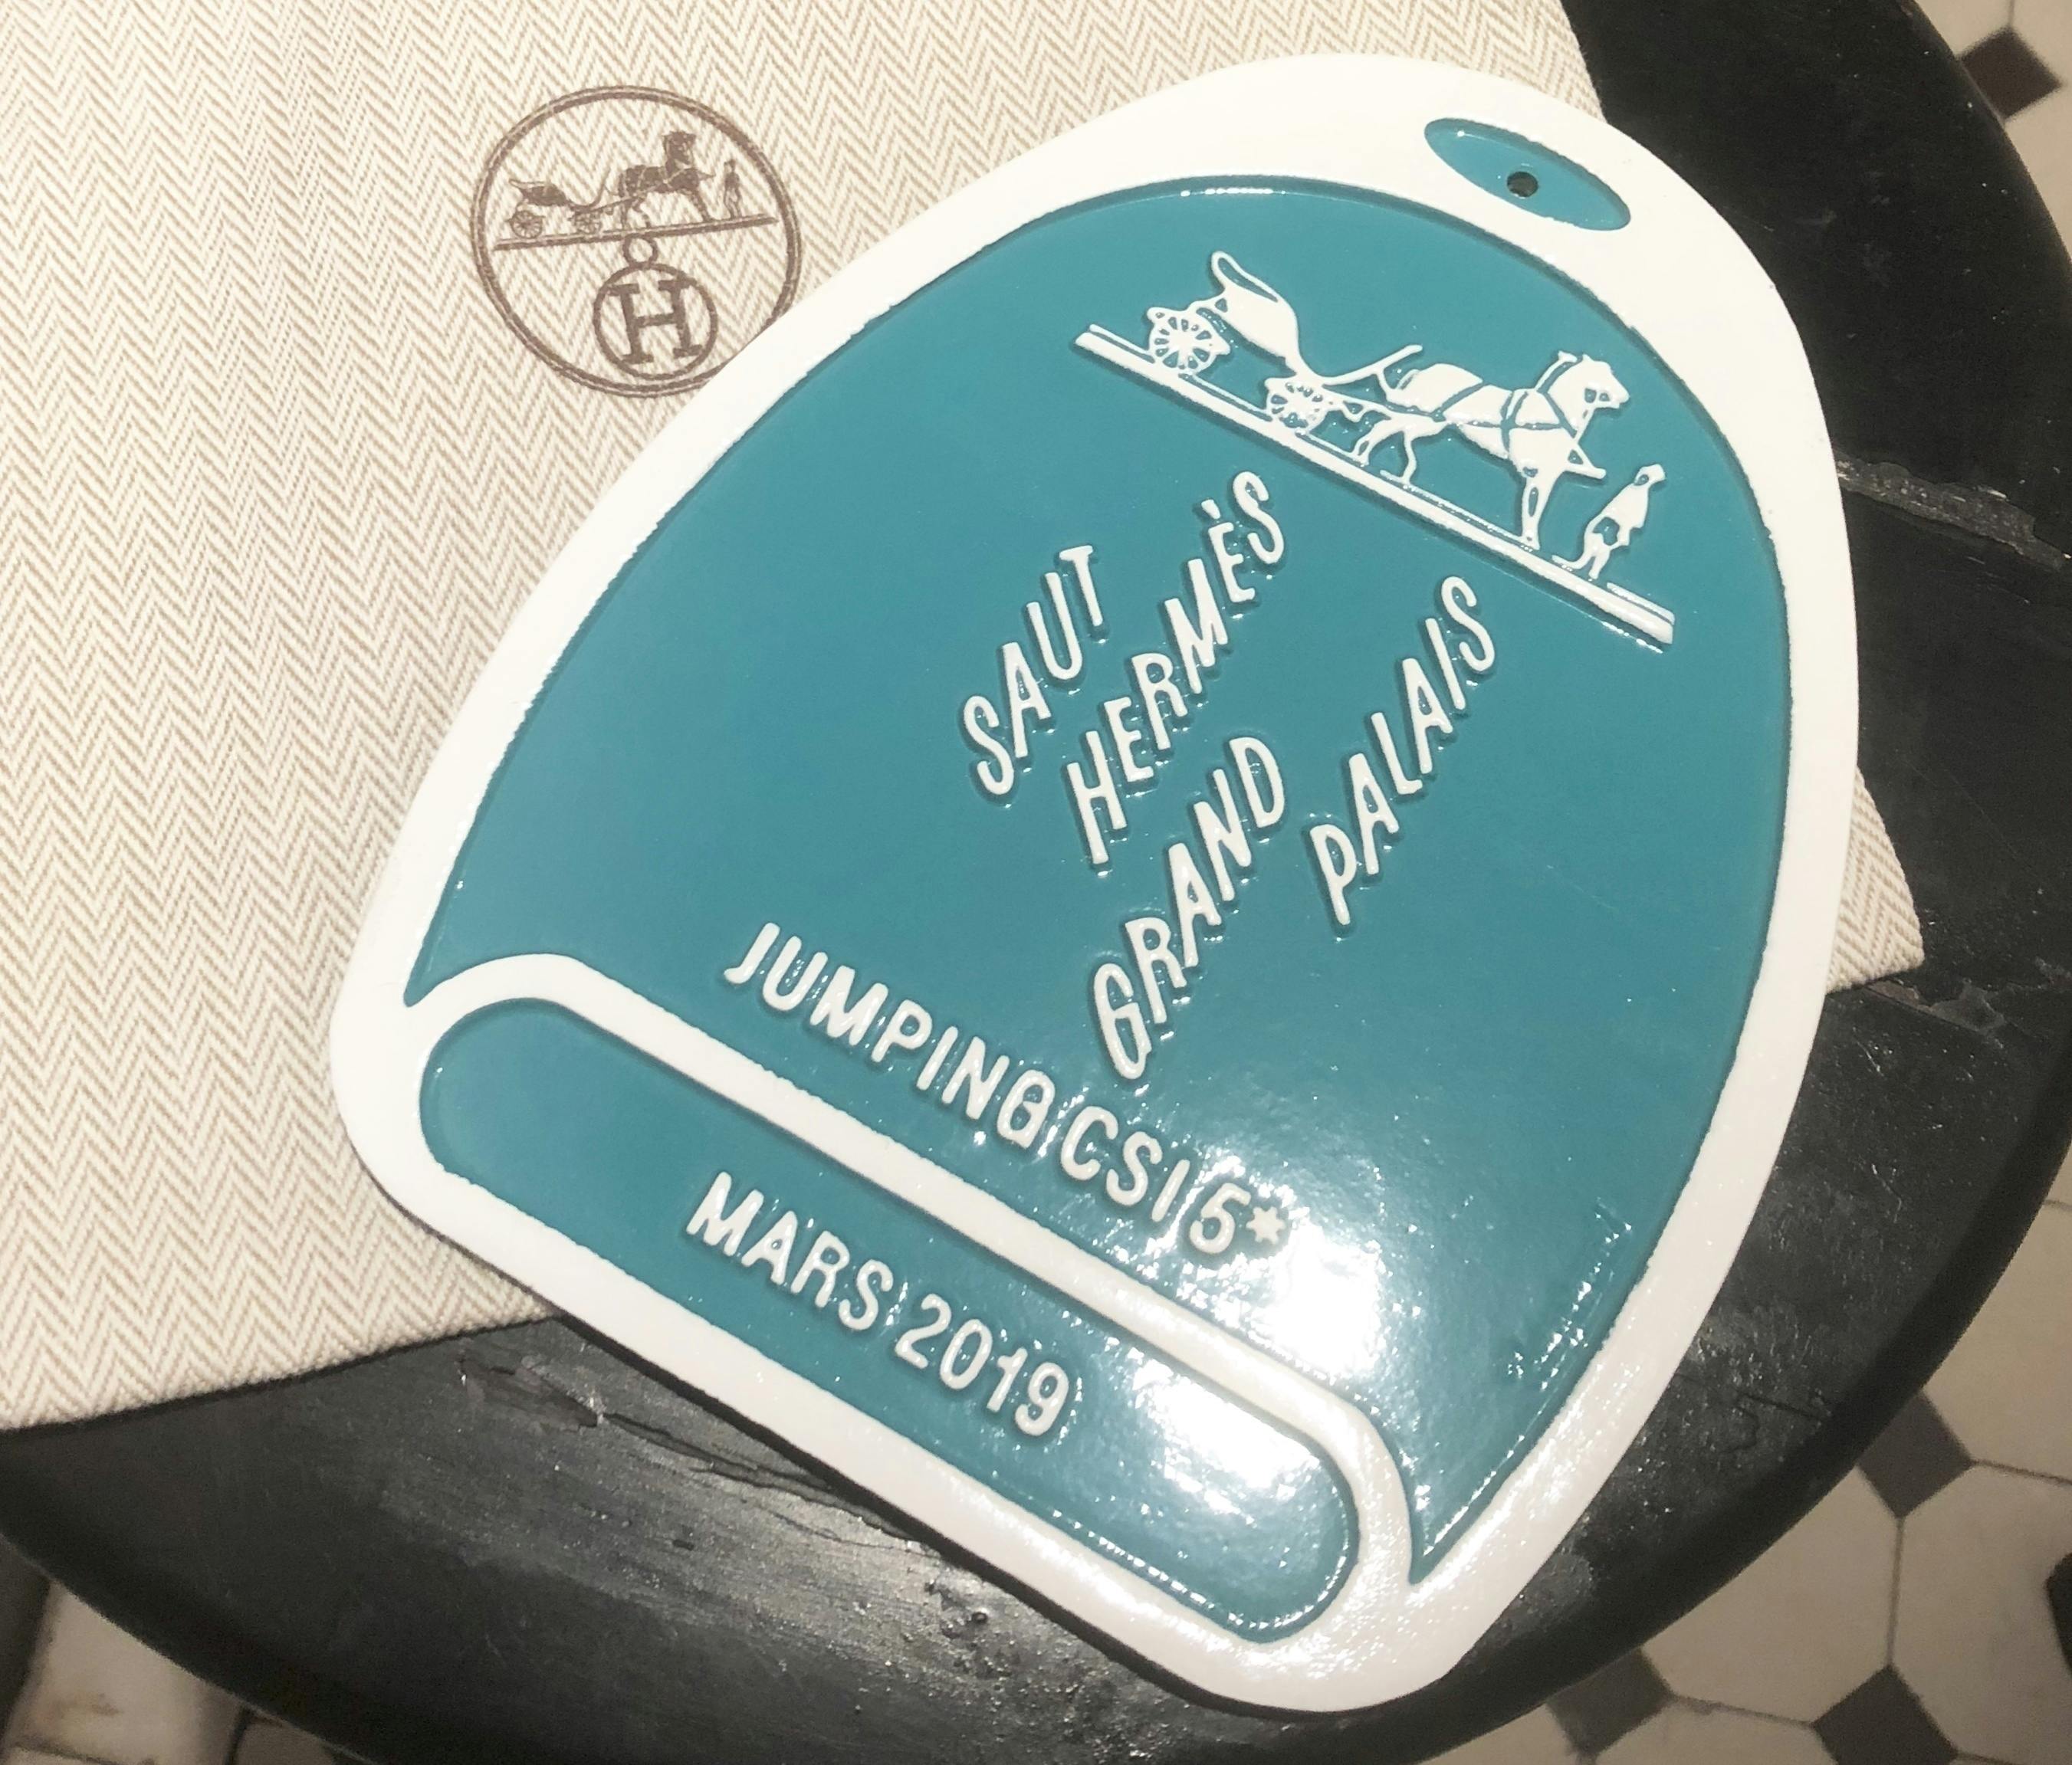 H
SAUT
HERMÈS
GRAND
PALAIS
JUMPING CSI 5*
MARS 2019